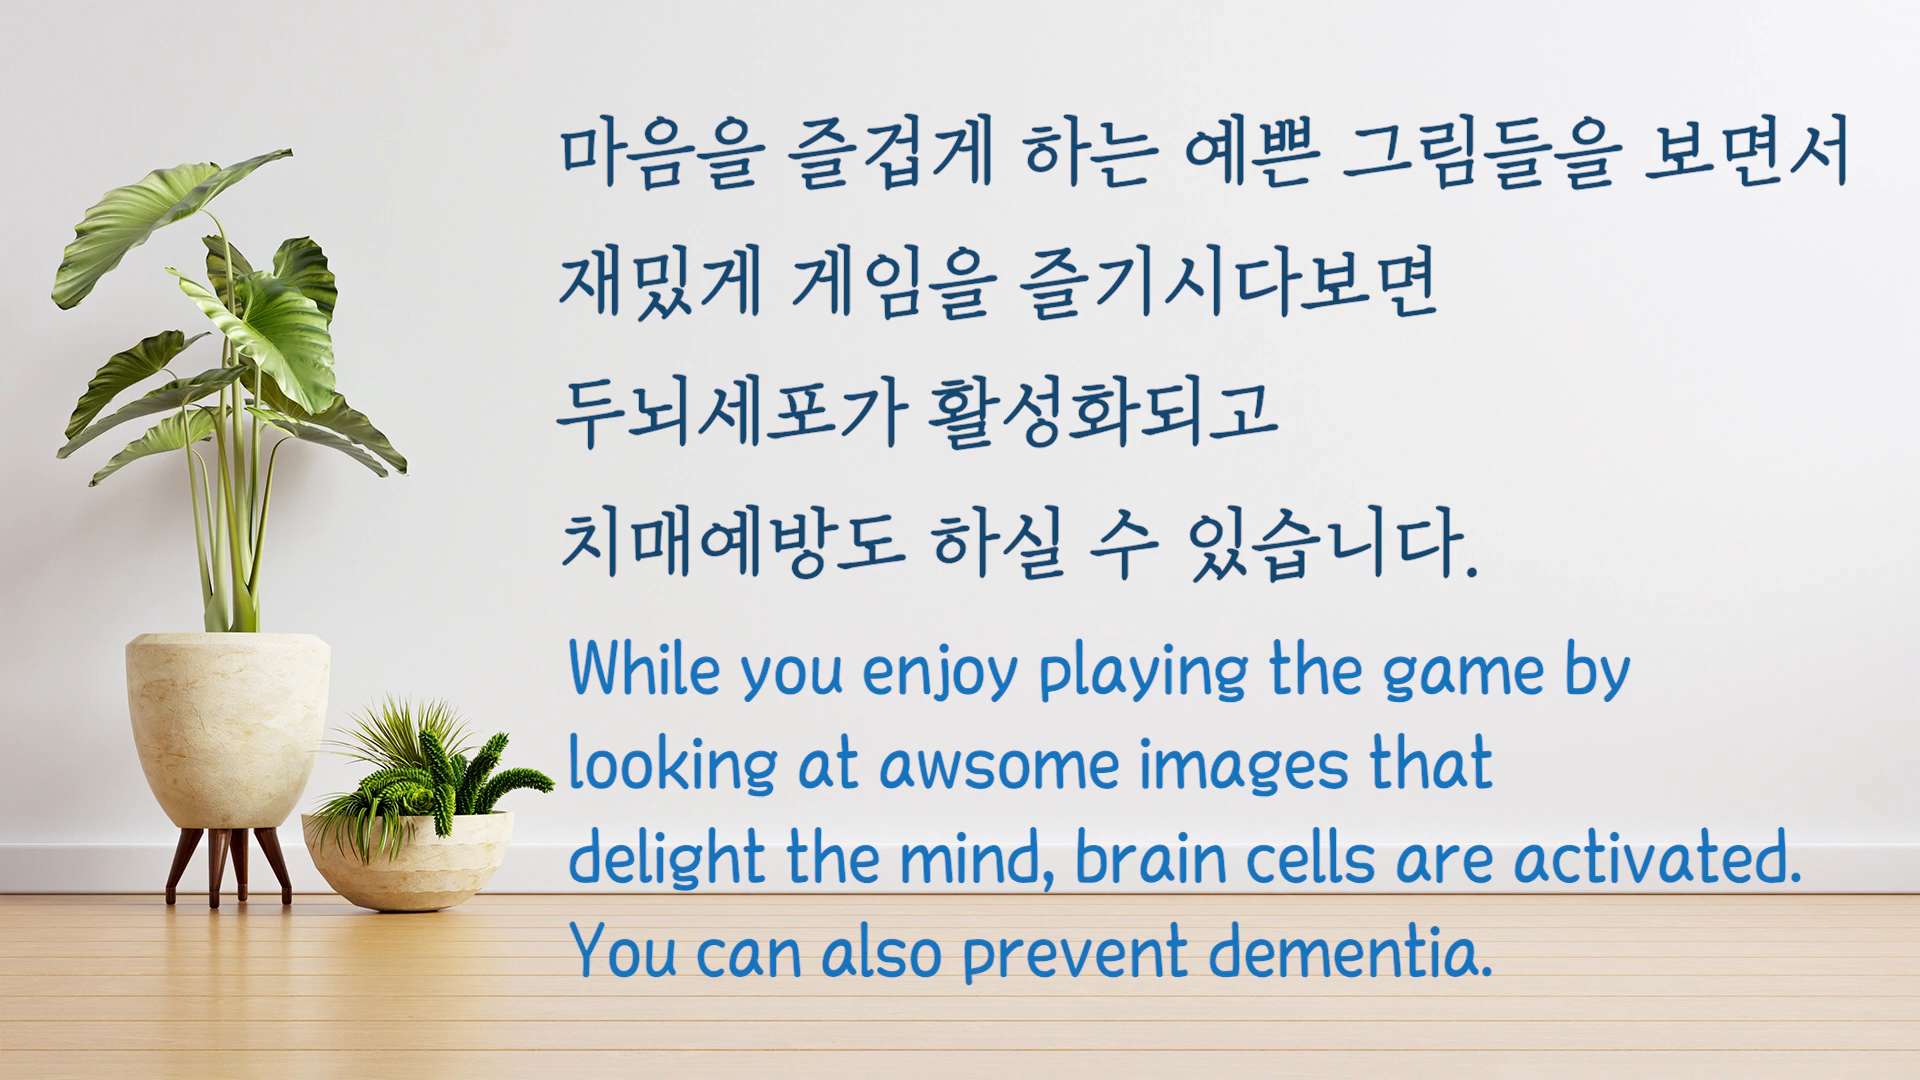 마음을 즐겁게 하는 예쁜 그림들을 보면서
재밌게 게임을 즐기시다보면
두뇌세포가 활성화되고
치매예방도 하실 수 있습니다.
While you enjoy playing the game by
looking at awsome images that
delight the mind, brain cells are activated.
You can also prevent dementia.